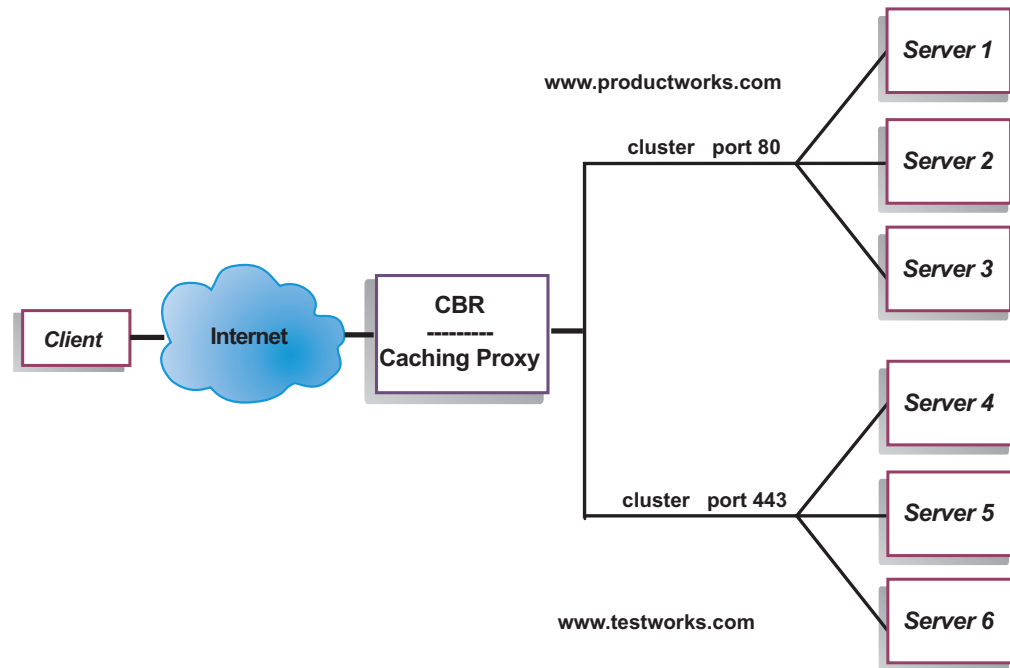 Server 1
www.productworks.com
cluster port 80
Server 2
Server 3
Client
Internet
CBR
---------
Caching Proxy
Server 4
cluster port 443
Server 5
www.testworks.com
Server 6